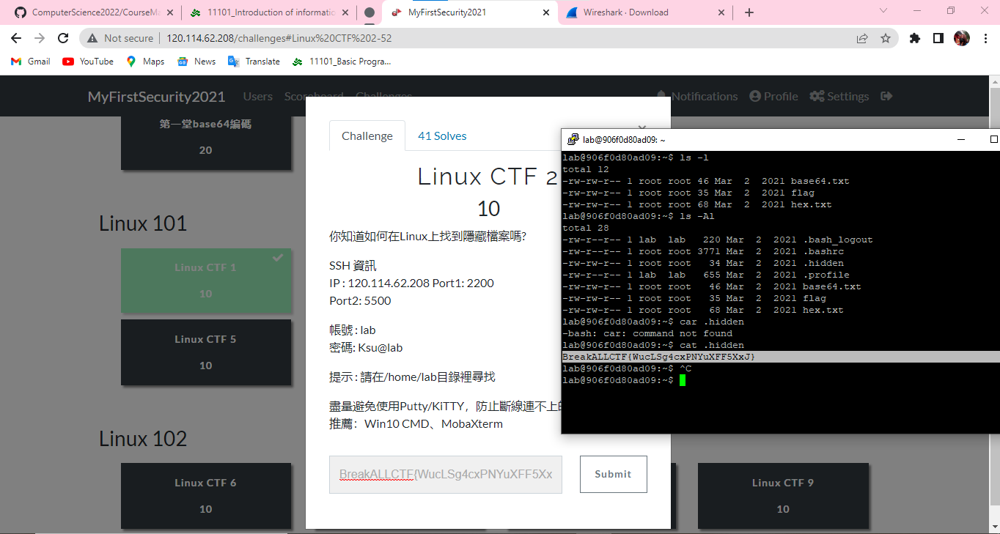 ComputerScience2022/CourseMa
11101_Introduction of informatio
MyFirstSecurity2021
Wireshark · Download
Not secure
120.114.62.208/challenges#Linux%20CTF%202-52
Gmail
YouTube
Maps
News
Translate
11101_Basic Progra...
MyFirstSecurity2021
Users
Scoreboard
Challenges
Notifications
Profile
Settings
第一堂base64編碼
20
Linux 101
Linux CTF 1
10
Linux CTF 5
10
Linux 102
Linux CTF 6
10
Linux CTF 9
10
Challenge
41 Solves
Linux CTF 2
10
你知道如何在Linux上找到隱藏檔案嗎?
SSH 資訊
IP : 120.114.62.208 Port1: 2200
Port2: 5500
帳號 : lab
密碼: Ksu@lab
提示 : 請在/home/lab目錄裡尋找
盡量避免使用Putty/KiTTY，防止斷線連不上的
推薦：Win10 CMD、MobaXterm
BreakALLCTF{WucLSg4cxPNYuXFF5Xx
Submit
lab@906f0d80ad09: ~
lab@906f0d80ad09:~$ ls -l
total 12
-rw-rw-r-- 1 root root 46 Mar  2  2021 base64.txt
-rw-rw-r-- 1 root root 35 Mar  2  2021 flag
-rw-rw-r-- 1 root root 68 Mar  2  2021 hex.txt
lab@906f0d80ad09:~$ ls -Al
total 28
-rw-r--r-- 1 lab  lab   220 Mar  2  2021 .bash_logout
-rw-rw-r-- 1 root root 3771 Mar  2  2021 .bashrc
-rw-rw-r-- 1 root root   34 Mar  2  2021 .hidden
-rw-r--r-- 1 lab  lab   655 Mar  2  2021 .profile
-rw-rw-r-- 1 root root   46 Mar  2  2021 base64.txt
-rw-rw-r-- 1 root root   35 Mar  2  2021 flag
-rw-rw-r-- 1 root root   68 Mar  2  2021 hex.txt
lab@906f0d80ad09:~$ car .hidden
-bash: car: command not found
lab@906f0d80ad09:~$ cat .hidden
BreakALLCTF{WucLSg4cxPNYuXFF5XxJ}
lab@906f0d80ad09:~$ ^C
lab@906f0d80ad09:~$